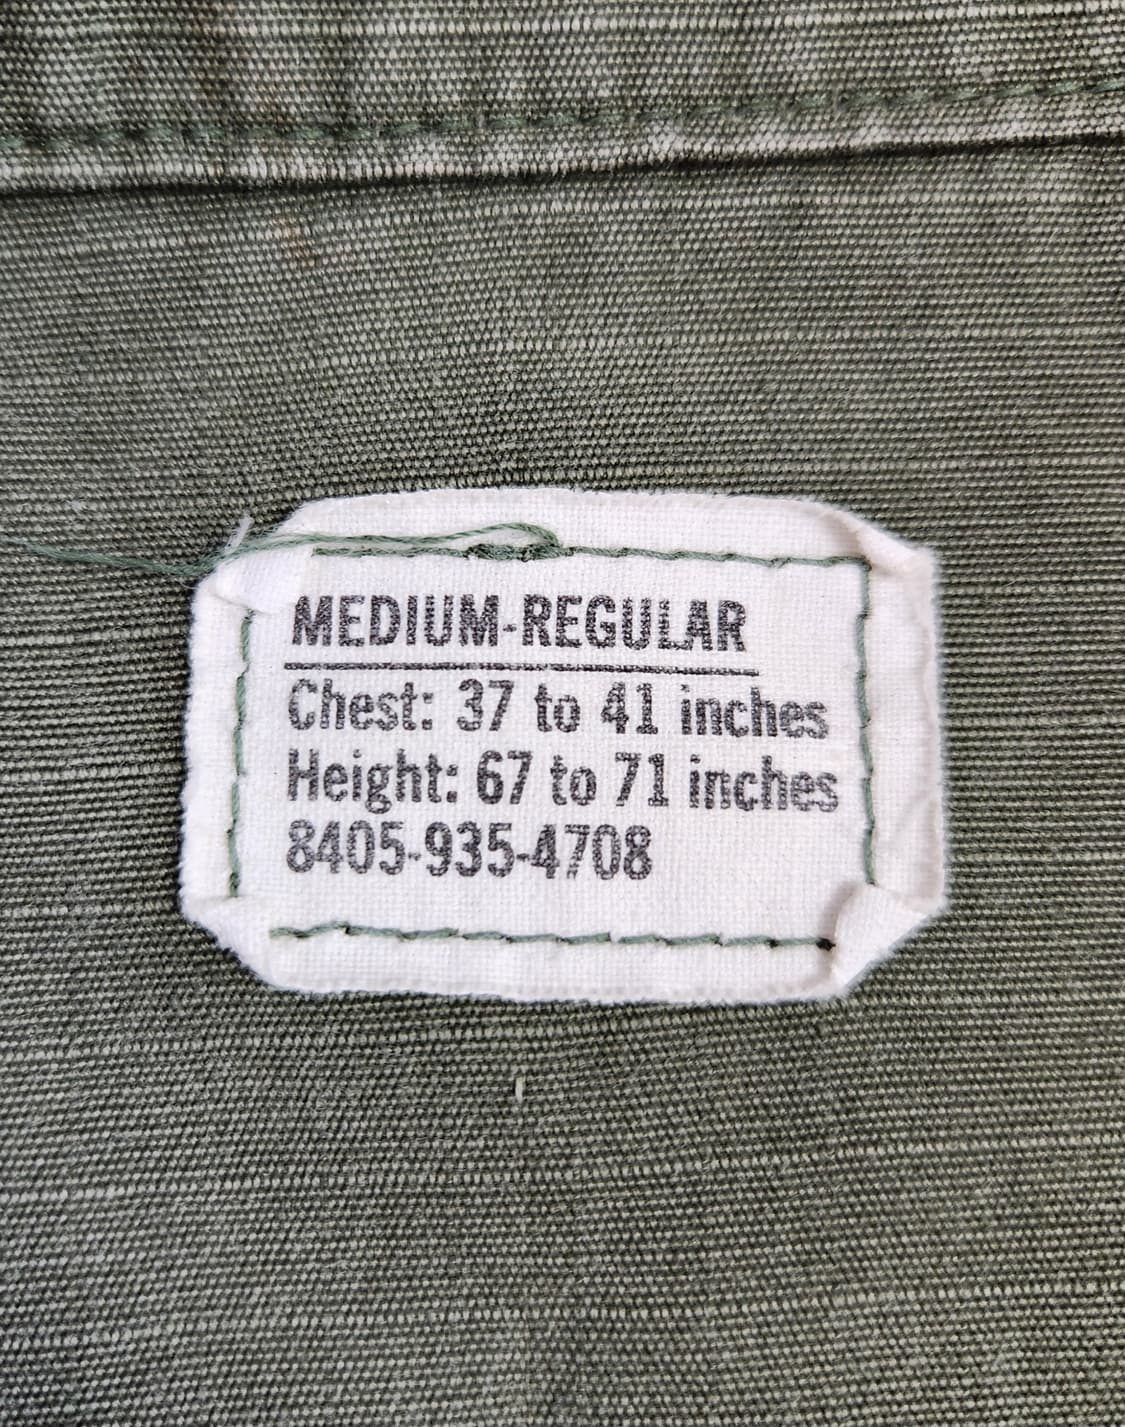 MEDIUM-REGULAR
Chest: 37 to 41 inches
Height: 67 to 71 inches
8405-935-4708